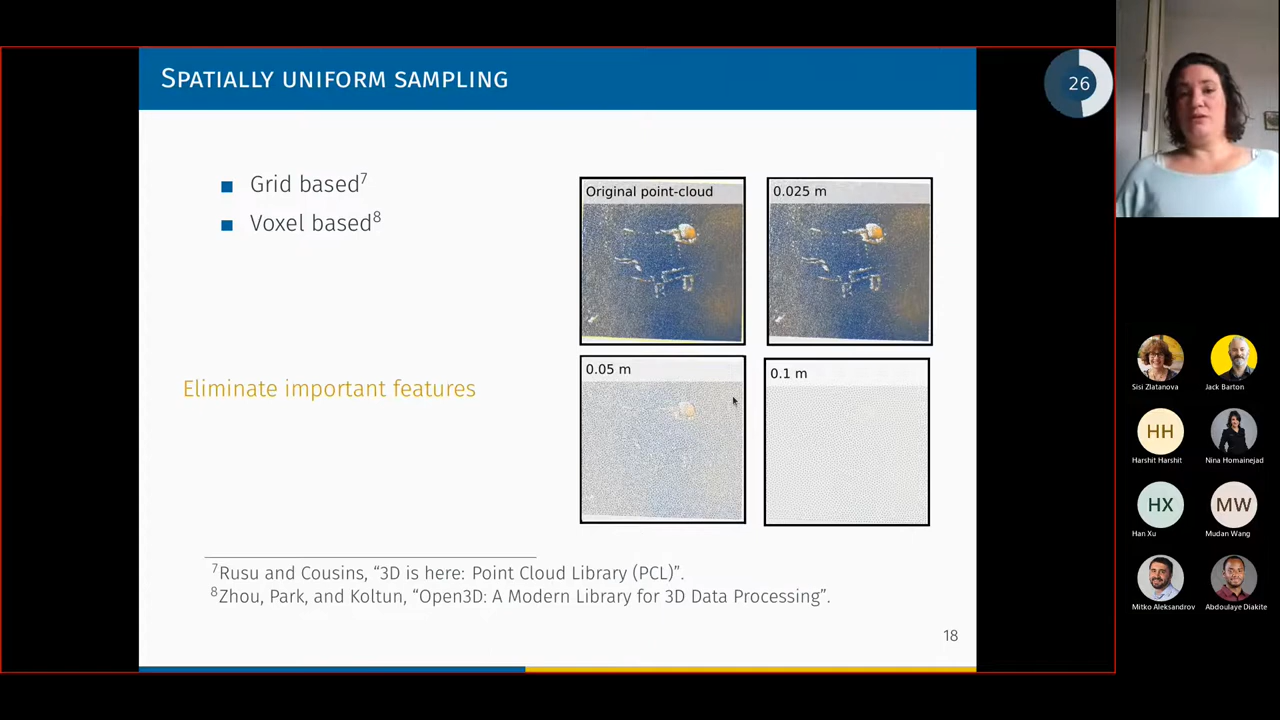 SPATIALLY UNIFORM SAMPLING
26
Grid based7
Voxel based8
Original point-cloud
0.025 m
0.05 m
0.1 m
Eliminate important features
7Rusu and Cousins, “3D is here: Point Cloud Library (PCL)”.
8Zhou, Park, and Koltun, “Open3D: A Modern Library for 3D Data Processing”.
18
Sisi Zlatanova
Jack Barton
HH
Harshit Harshit
Nina Homainejad
HX
Han Xu
MW
Mudan Wang
Mitko Aleksandrov
Abdoulaye Diakite